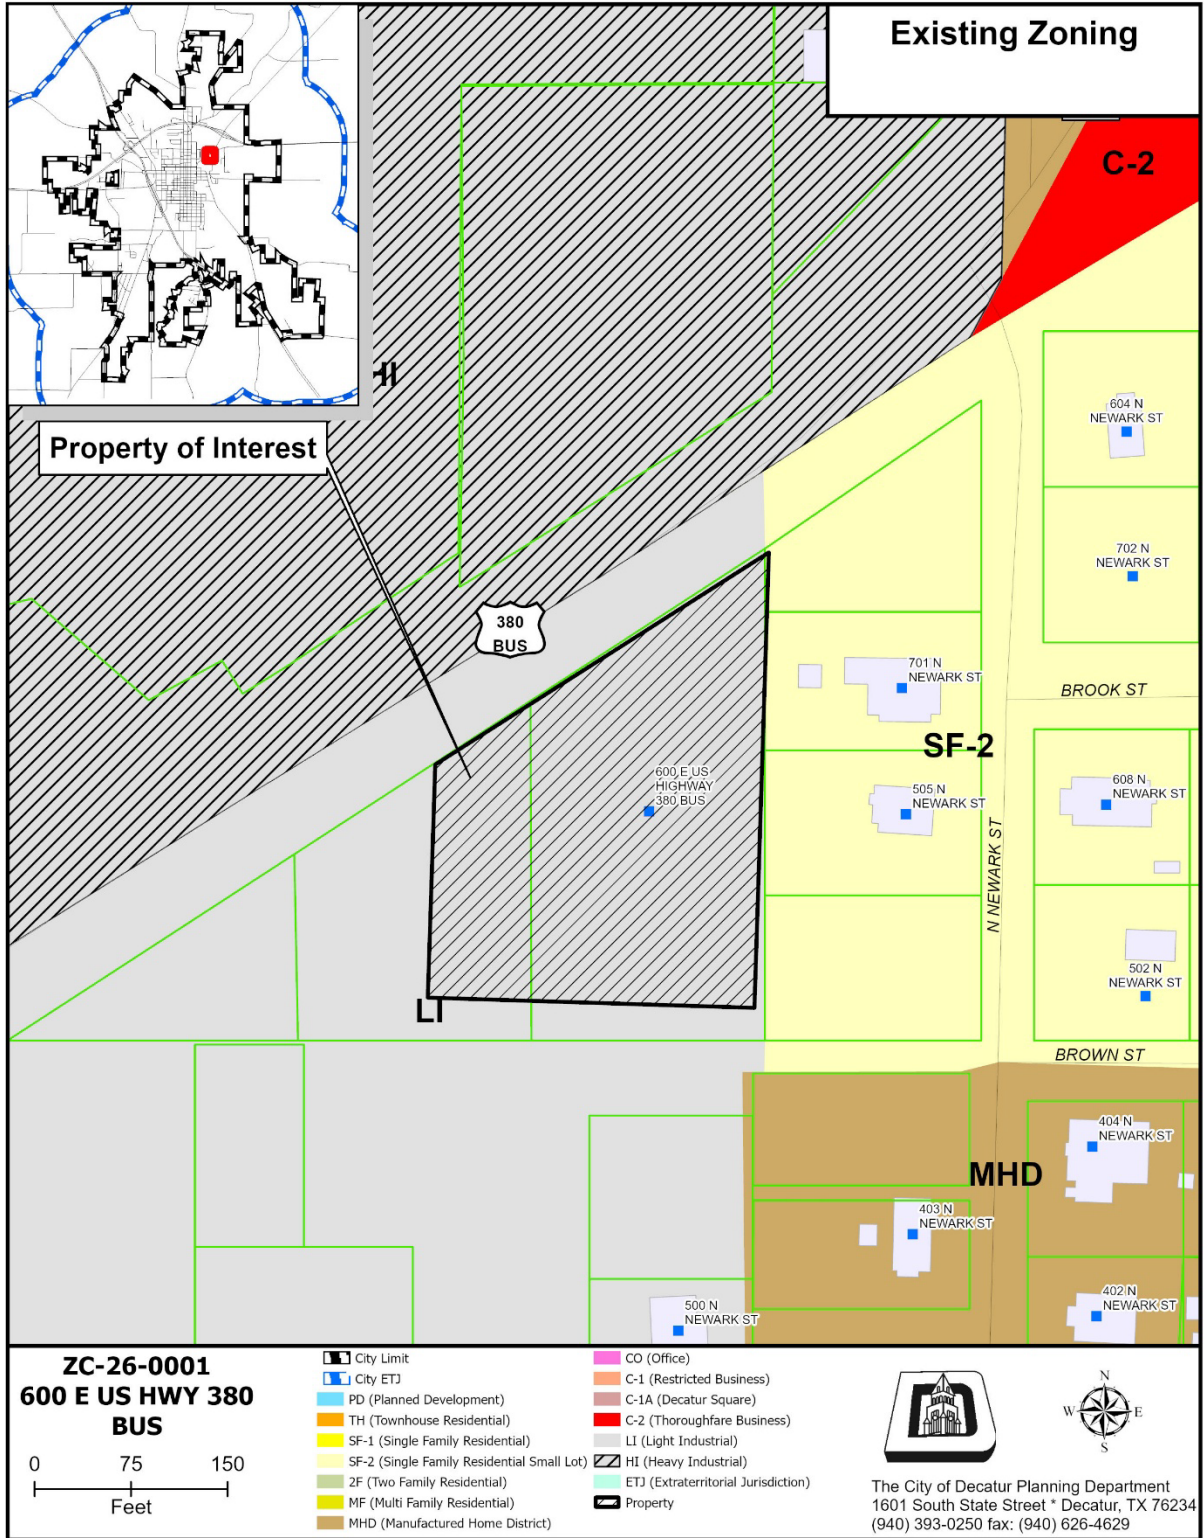 Existing Zoning
C-2
HI
Property of Interest
604 N
NEWARK ST
702 N
NEWARK ST
380
BUS
701 N
NEWARK ST
BROOK ST
SF-2
600 E US
HIGHWAY
380 BUS
505 N
NEWARK ST
608 N
NEWARK ST
N NEWARK ST
502 N
NEWARK ST
LI
BROWN ST
404 N
NEWARK ST
MHD
403 N
NEWARK ST
402 N
NEWARK ST
500 N
NEWARK ST
ZC-26-0001
600 E US HWY 380
BUS
0 75 150
Feet
City Limit
City ETJ
PD (Planned Development)
TH (Townhouse Residential)
SF-1 (Single Family Residential)
SF-2 (Single Family Residential Small Lot)
2F (Two Family Residential)
MF (Multi Family Residential)
MHD (Manufactured Home District)
CO (Office)
C-1 (Restricted Business)
C-1A (Decatur Square)
C-2 (Thoroughfare Business)
LI (Light Industrial)
HI (Heavy Industrial)
ETJ (Extraterritorial Jurisdiction)
Property
N
W E
S
The City of Decatur Planning Department
1601 South State Street * Decatur, TX 76234
(940) 393-0250 fax: (940) 626-4629